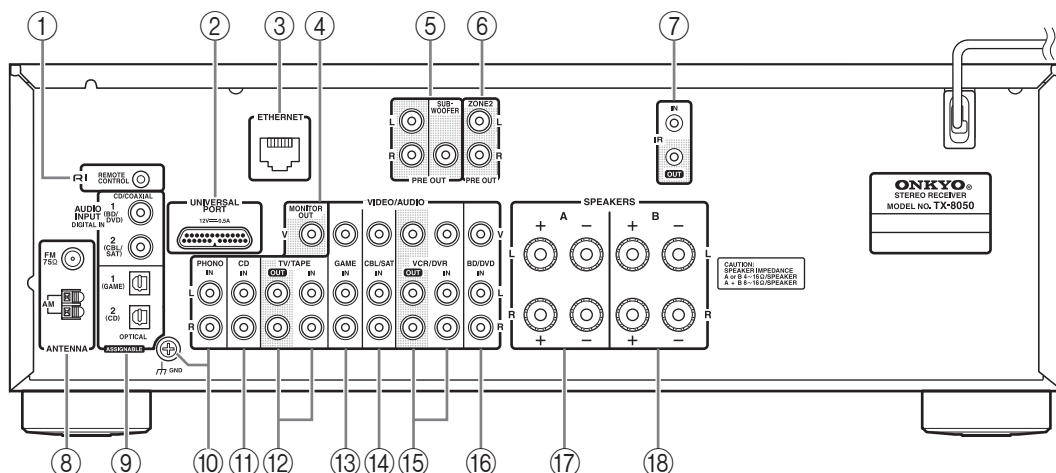 ① ② ③ ④ ⑤ ⑥ ⑦
ETHERNET
SUB-
WOOFER
ZONE2
L
R
L
R
PRE OUT
PRE OUT
IN
IR
OUT
RI
REMOTE
CONTROL
CD/COAXIAL
AUDIO
INPUT
DIGITAL IN
1
(BD/
DVD)
2
(CBL/
SAT)
1
(GAME)
2
(CD)
OPTICAL
ASSIGNABLE
FM
75Ω
AM
ANTENNA
GND
UNIVERSAL
PORT
12V 0.5A
MONITOR
OUT
V
VIDEO/AUDIO
V
PHONO
IN
CD
IN
TV/TAPE
OUT IN
GAME
IN
CBL/SAT
IN
VCR/DVR
OUT IN
BD/DVD
IN
L
R
L
R
SPEAKERS
A B
+ − + −
L L
R R
+ − + −
CAUTION:
SPEAKER IMPEDANCE
A or B 4~16Ω/SPEAKER
A + B 8~16Ω/SPEAKER
ONKYO®
STEREO RECEIVER
MODEL NO. TX-8050
⑧ ⑨ ⑩ ⑪ ⑫ ⑬ ⑭ ⑮ ⑯ ⑰ ⑱